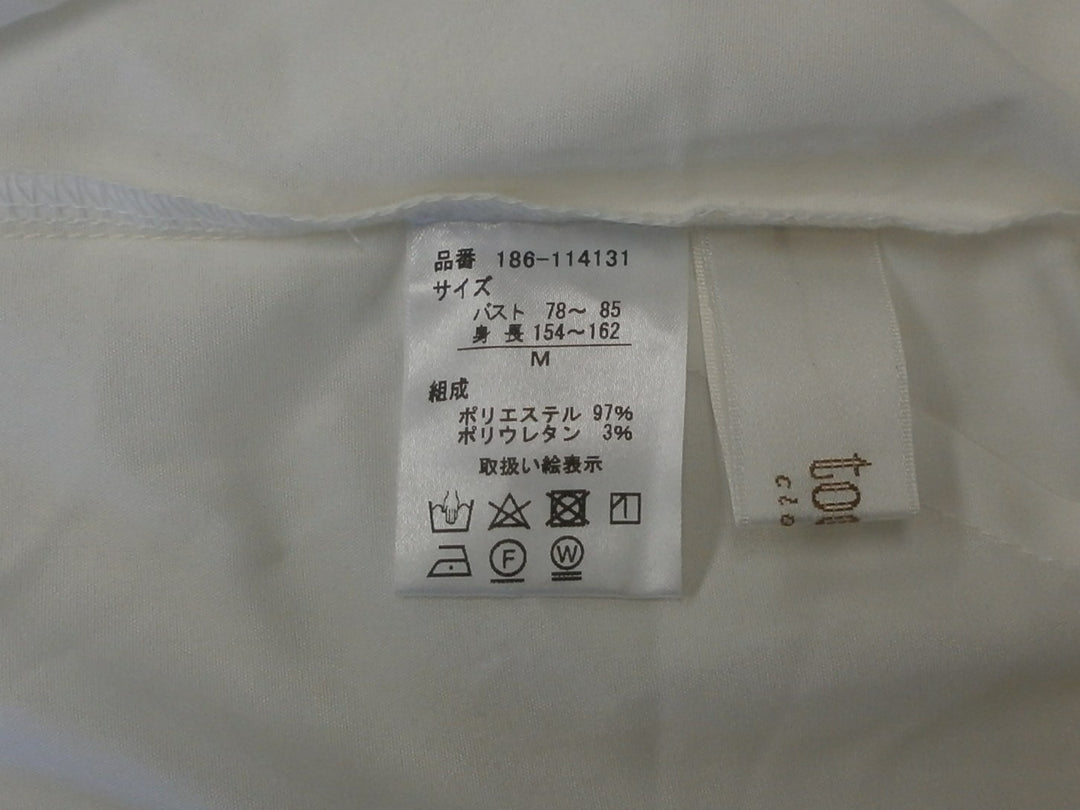 品番 186-114131
サイズ
バスト 78～ 85
身 長 154～162
M
組成
ポリエステル 97%
ポリウレタン 3%
取扱い絵表示
F
W